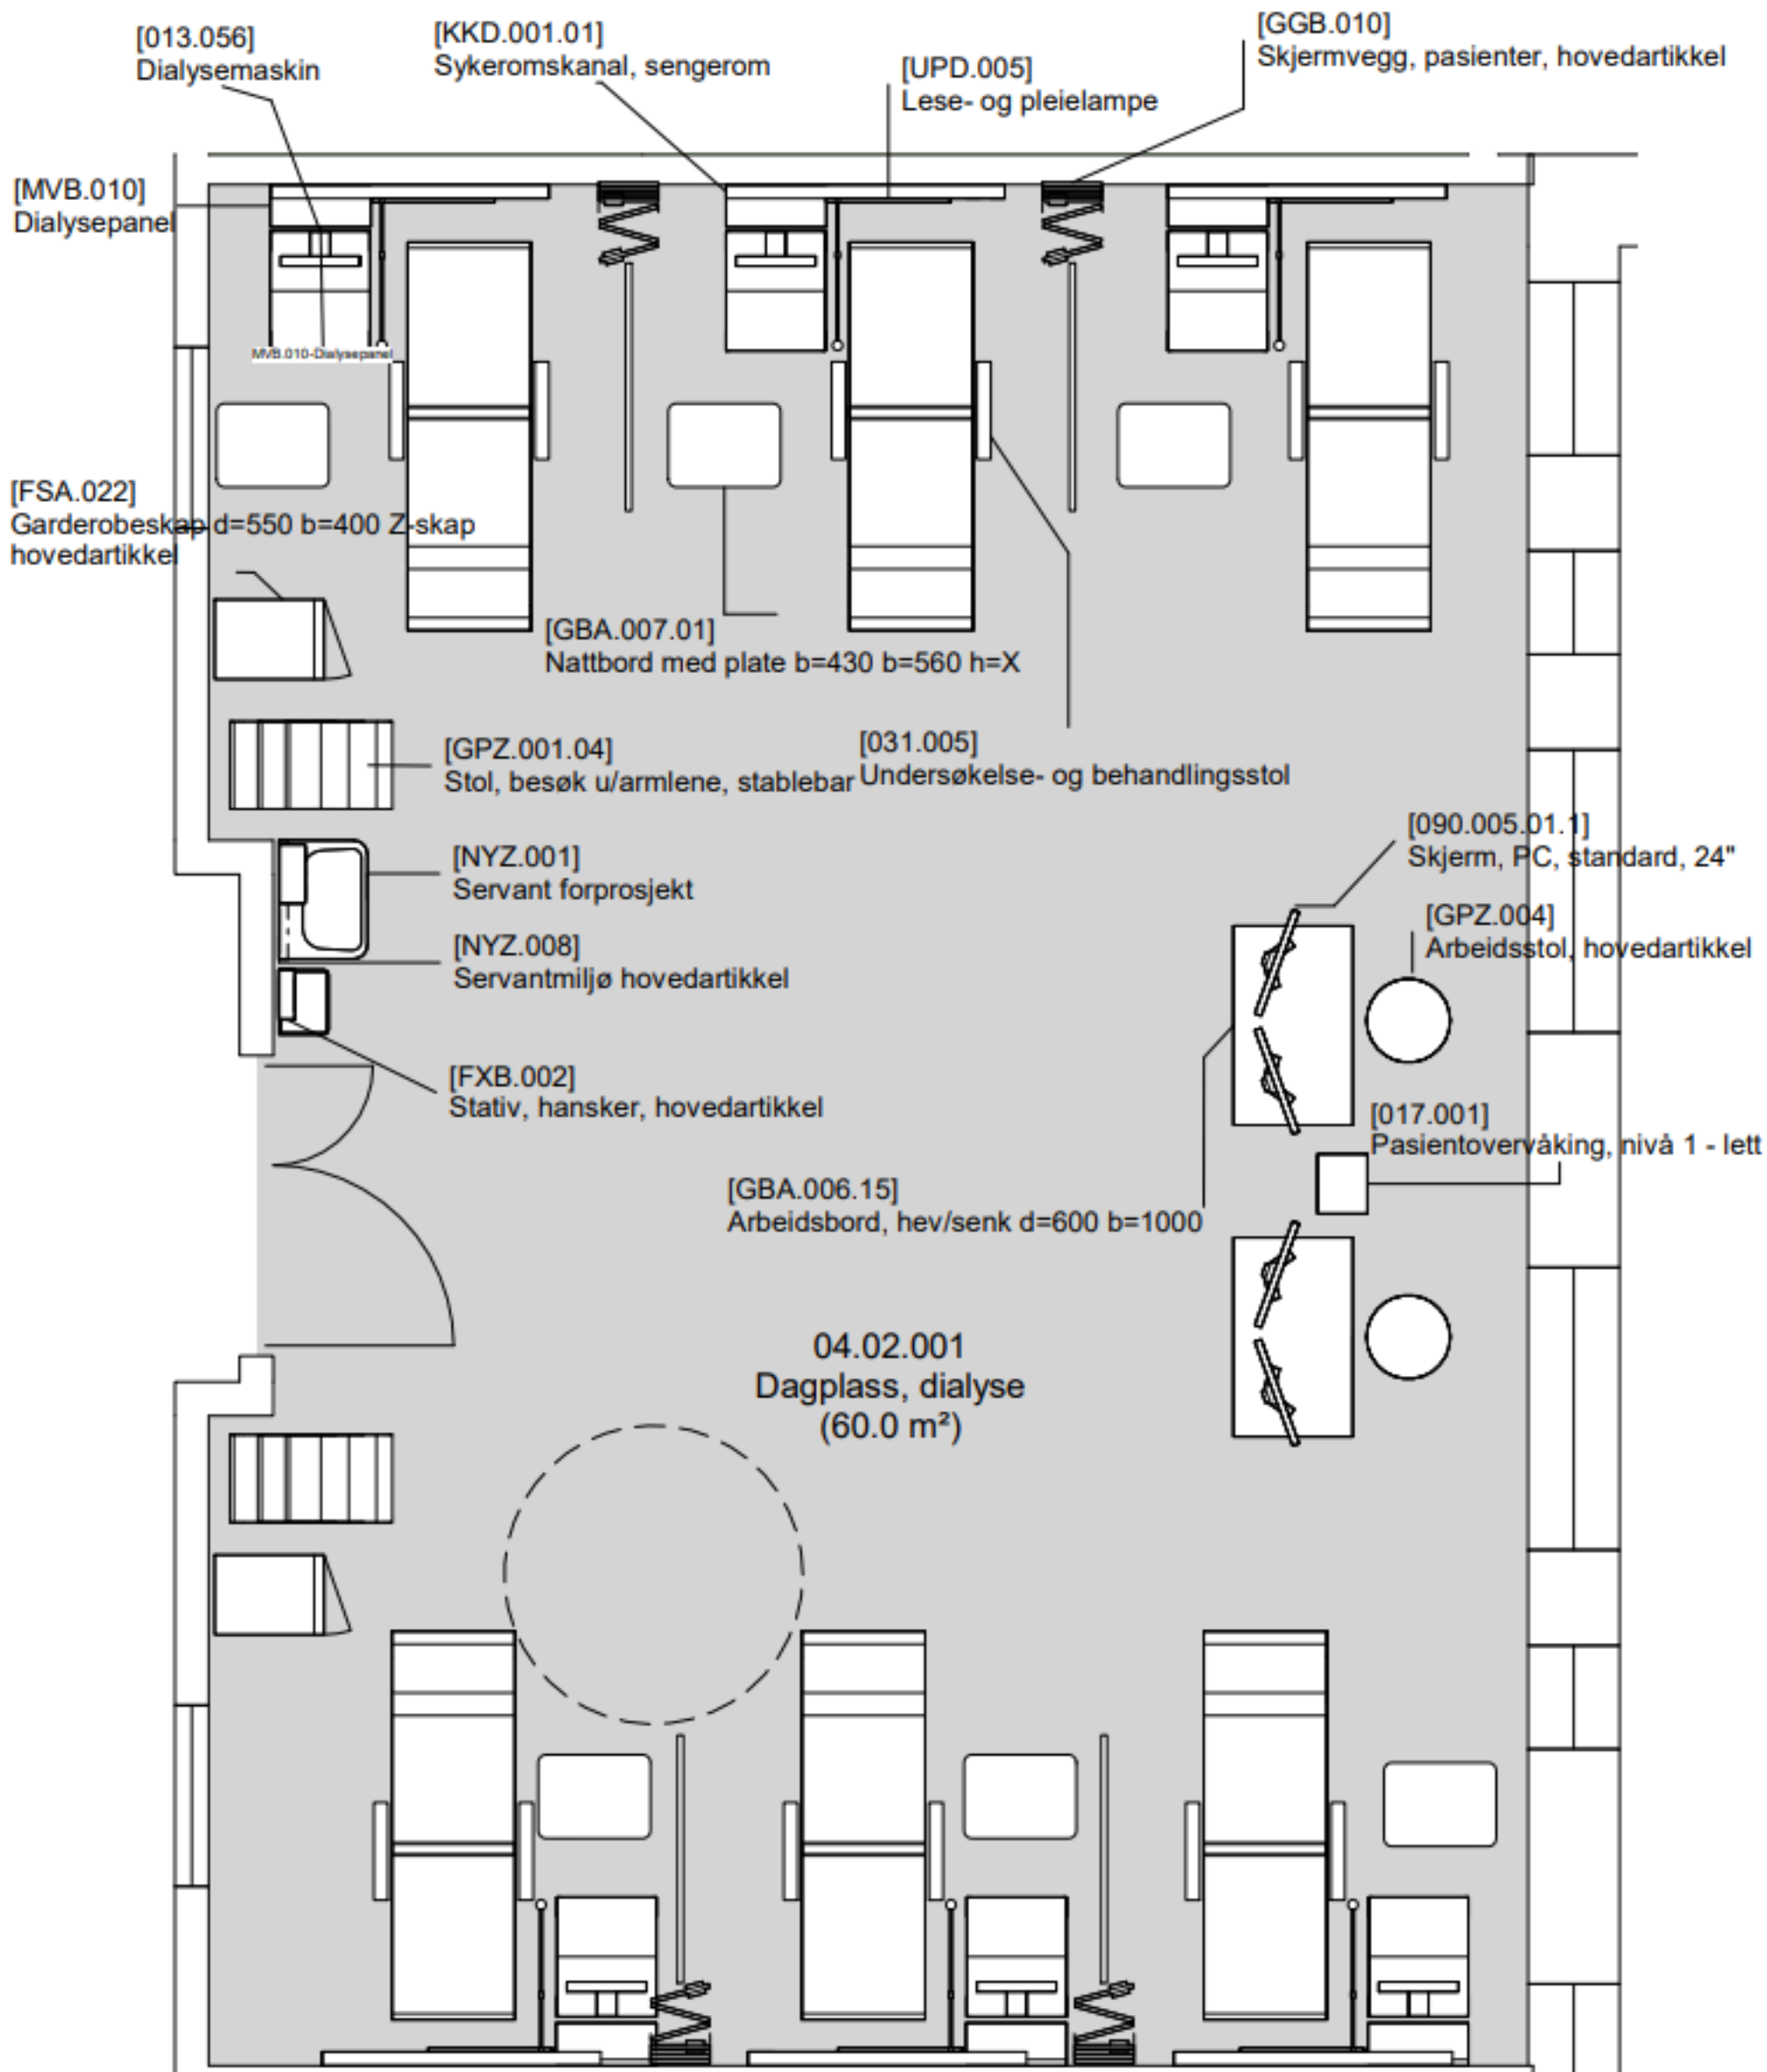 [013.056]
Dialysemaskin
[KKD.001.01]
Sykeromskanal, sengerom
[UPD.005]
Lese- og pleielampe
[GGB.010]
Skjermvegg, pasienter, hovedartikkel
[MVB.010]
Dialysepanel
MVB.010-Dialysepanel
[FSA.022]
Garderobeskap d=550 b=400 Z-skap
hovedartikkel
[GBA.007.01]
Nattbord med plate b=430 b=560 h=X
[GPZ.001.04]
Stol, besøk u/armlene, stablebar
[031.005]
Undersøkelse- og behandlingsstol
[090.005.01.1]
Skjerm, PC, standard, 24"
[NYZ.001]
Servant forprosjekt
[GPZ.004]
Arbeidsstol, hovedartikkel
[NYZ.008]
Servantmiljø hovedartikkel
[FXB.002]
Stativ, hansker, hovedartikkel
[017.001]
Pasientovervåking, nivå 1 - lett
[GBA.006.15]
Arbeidsbord, hev/senk d=600 b=1000
04.02.001
Dagplass, dialyse
(60.0 m²)